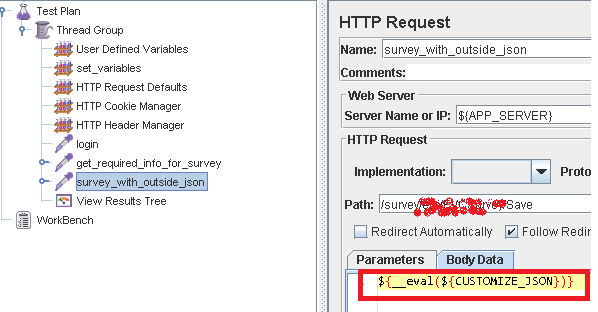 Test Plan
Thread Group
User Defined Variables
set_variables
HTTP Request Defaults
HTTP Cookie Manager
HTTP Header Manager
login
get_required_info_for_survey
survey_with_outside_json
View Results Tree
WorkBench
HTTP Request
Name: survey_with_outside_json
Comments:
Web Server
Server Name or IP: ${APP_SERVER}
HTTP Request
Implementation: Proto
Path: /survey Save
Redirect Automatically Follow Redir
Parameters Body Data
${__eval(${CUSTOMIZE_JSON})}